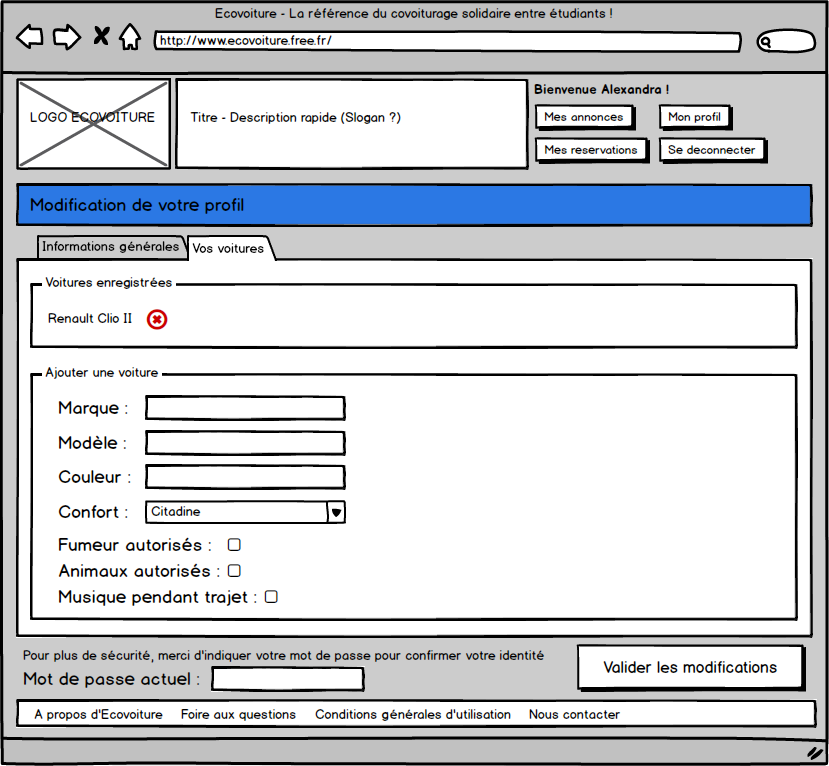 Ecovoiture - La référence du covoiturage solidaire entre étudiants !
http://www.ecovoiture.free.fr/
LOGO ECOVOITURE
Titre - Description rapide (Slogan ?)
Bienvenue Alexandra !
Mes annonces
Mon profil
Mes reservations
Se deconnecter
Modification de votre profil
Informations générales
Vos voitures
Voitures enregistrées
Renault Clio II
Ajouter une voiture
Marque :
Modèle :
Couleur :
Confort : Citadine
Fumeur autorisés :
Animaux autorisés :
Musique pendant trajet :
Pour plus de sécurité, merci d'indiquer votre mot de passe pour confirmer votre identité
Mot de passe actuel :
Valider les modifications
A propos d'Ecovoiture Foire aux questions Conditions générales d'utilisation Nous contacter